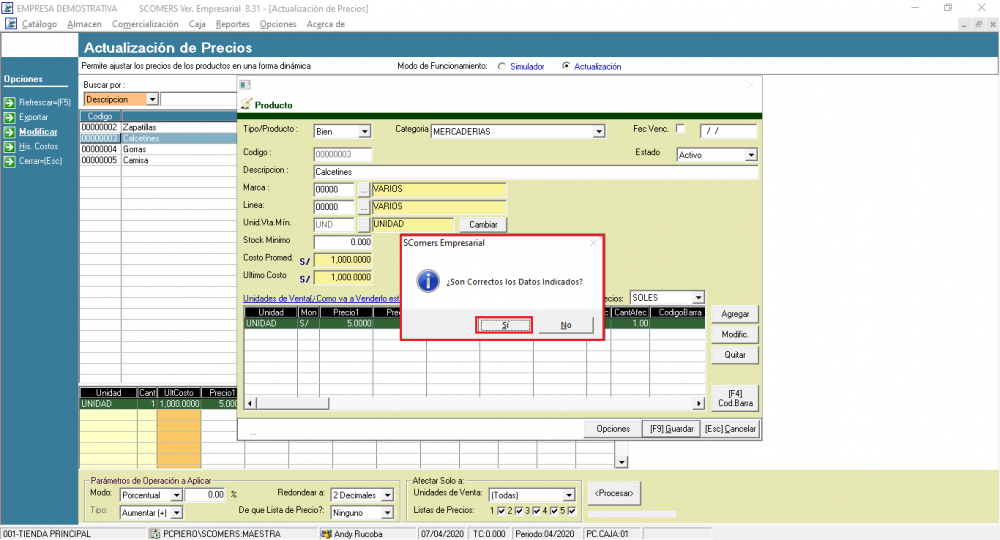 EMPRESA DEMOSTRATIVA SCOMERS Ver. Empresarial 8.31 - [Actualización de Precios]
Catálogo Almacen Comercialización Caja Reportes Opciones Acerca de
Actualización de Precios
Permite ajustar los precios de los productos en una forma dinámica Modo de Funcionamiento: Simulador Actualización
Opciones
Refrescar=(F5)
Exportar
Modificar
His. Costos
Cerrar=(Esc)
Buscar por :
Descripcion
Codigo
00000002 Zapatillas
00000003 Calcetines
00000004 Gorras
00000005 Camisa
Producto
Tipo/Producto : Bien Categoria MERCADERIAS Fec Venc. / /
Codigo : 00000003 Estado Activo
Descripcion : Calcetines
Marca : 00000 ... VARIOS
Linea: 00000 ... VARIOS
Unid.Vta.Mín. UND ... UNIDAD Cambiar
Stock Minimo 0.000
Costo Promed. S/ 1,000.0000
Ultimo Costo S/ 1,000.0000
SComers Empresarial
¿Son Correctos los Datos Indicados?
Sí No
Unidades de Venta(¿Como va a Venderlo est ecios: SOLES
Unidad Mon Precio1 Pre c CantAfec CodigoBarra
UNIDAD S/ 5.0000 1.00
Agregar
Modific.
Quitar
[F4]
Cod.Barra
... Opciones [F9] Guardar [Esc] Cancelar
Unidad Cant UltCosto Precio1
UNIDAD 1 1,000.0000 5.000
Parámetros de Operación a Aplicar
Modo: Porcentual 0.00 % Redondear a: 2 Decimales
Tipo: Aumentar (+) De que Lista de Precio?: Ninguno
Afectar Solo a :
Unidades de Venta: (Todas)
Listas de Precios: 1 2 3 4 5
<Procesar>
001-TIENDA PRINCIPAL PCPIERO\SCOMERS:MAESTRA Andy Rucoba 07/04/2020 TC:0.000 Periodo:04/2020 PC.CAJA:01